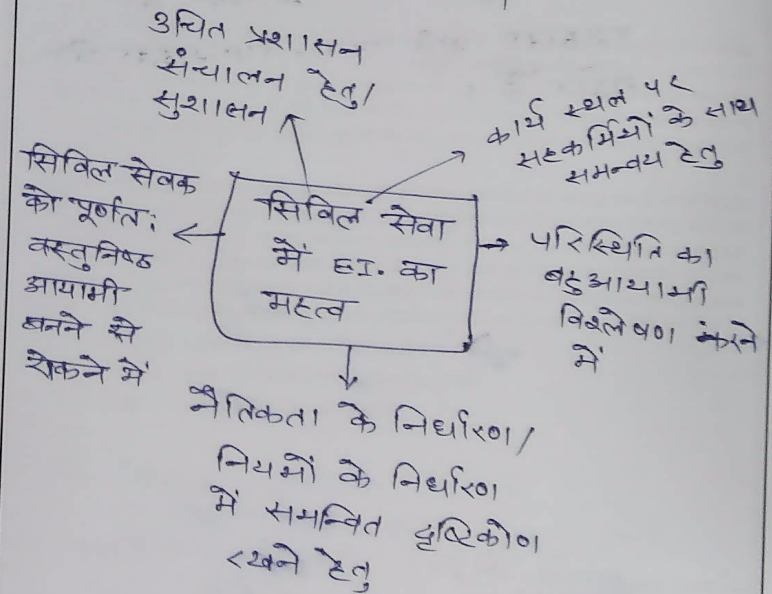 उचित प्रशासन
संचालन हेतु/
सुशासन
कार्य स्थल पर
सहकर्मियों के साथ
समन्वय हेतु
सिविल सेवक
को पूर्णत:
वस्तुनिष्ठ
आयामी
बनने से
रोकने में
सिविल सेवा
में EI. का
महत्व
परिस्थिति का
बहुआयामी
विश्लेषण करने
में
नैतिकता के निर्धारण/
नियमों के निर्धारण
में समन्वित दृष्टिकोण
रखने हेतु